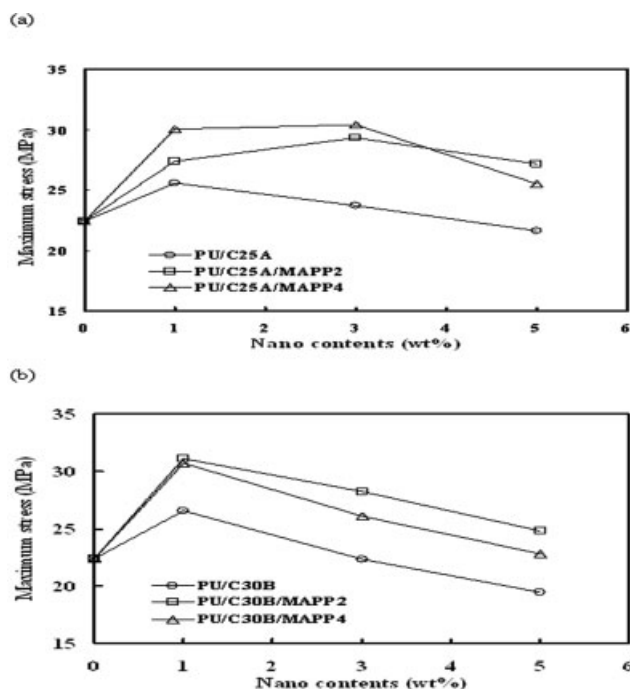 (a)
35
30
25
20
15
Maximum stress (MPa)
PU/C25A
PU/C25A/MAPP2
PU/C25A/MAPP4
0 1 2 3 4 5 6
Nano contents (wt%)
(b)
35
30
25
20
15
Maximum stress (MPa)
PU/C30B
PU/C30B/MAPP2
PU/C30B/MAPP4
0 1 2 3 4 5 6
Nano contents (wt%)